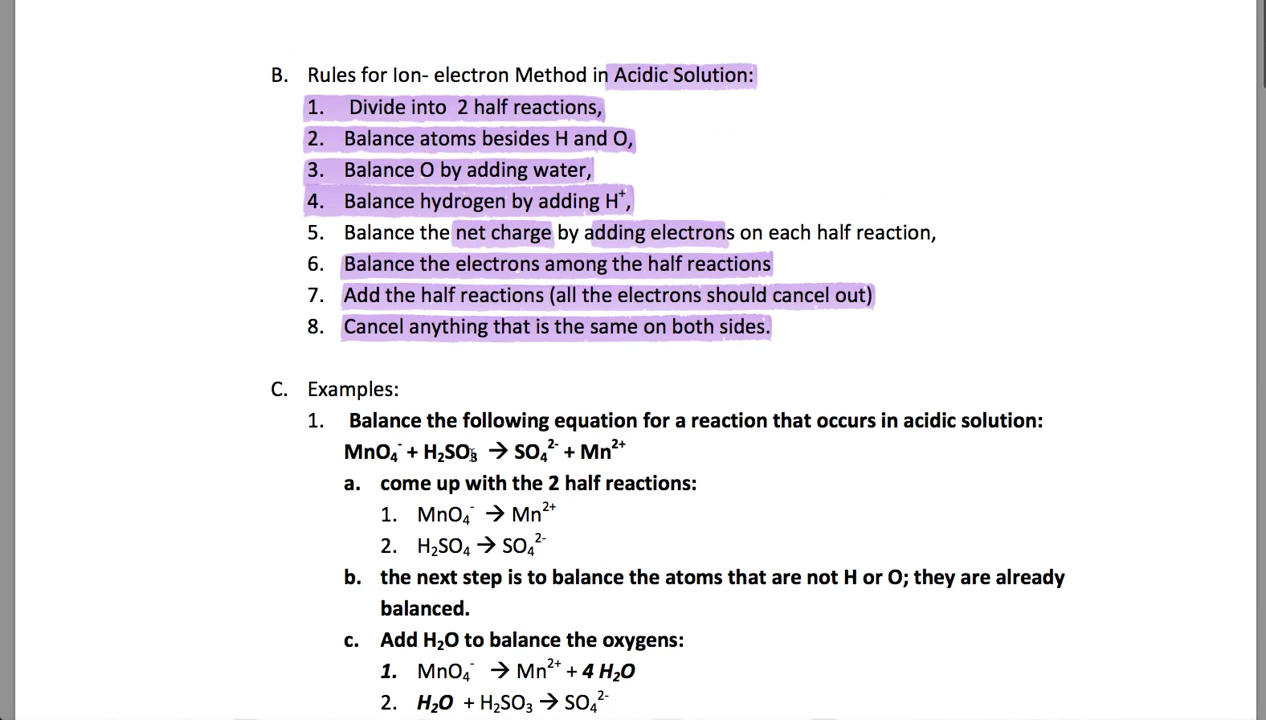 B. Rules for Ion- electron Method in Acidic Solution:
1. Divide into 2 half reactions,
2. Balance atoms besides H and O,
3. Balance O by adding water,
4. Balance hydrogen by adding H⁺,
5. Balance the net charge by adding electrons on each half reaction,
6. Balance the electrons among the half reactions
7. Add the half reactions (all the electrons should cancel out)
8. Cancel anything that is the same on both sides.
C. Examples:
1. Balance the following equation for a reaction that occurs in acidic solution:
MnO₄⁻ + H₂SO₃ → SO₄²⁻ + Mn²⁺
a. come up with the 2 half reactions:
1. MnO₄⁻ → Mn²⁺
2. H₂SO₄ → SO₄²⁻
b. the next step is to balance the atoms that are not H or O; they are already
balanced.
c. Add H₂O to balance the oxygens:
1. MnO₄⁻ → Mn²⁺ + 4 H₂O
2. H₂O + H₂SO₃ → SO₄²⁻